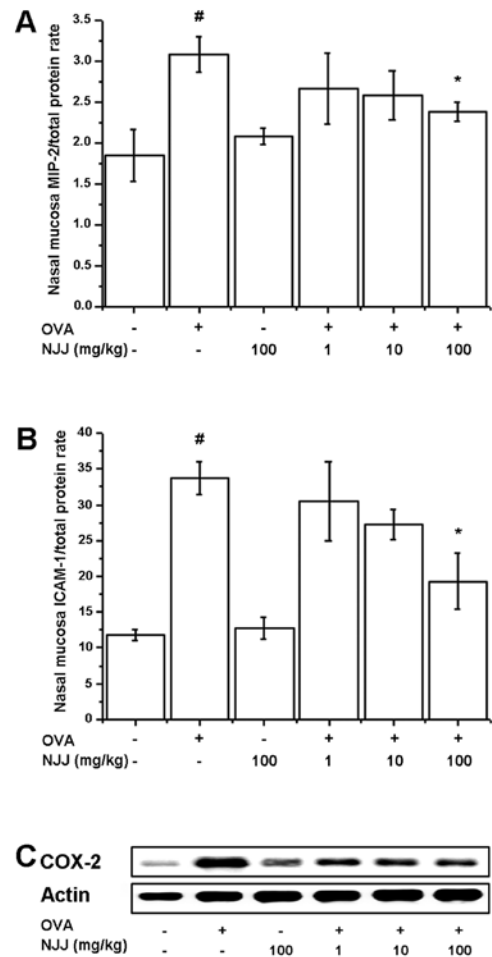 A
Nasal mucosa MIP-2/total protein rate
3.5
3.0
2.5
2.0
1.5
1.0
0.5
0.0
#
*
OVA - + - + + +
NJJ (mg/kg) - - 100 1 10 100
B
Nasal mucosa ICAM-1/total protein rate
40
35
30
25
20
15
10
5
0
#
*
OVA - + - + + +
NJJ (mg/kg) - - 100 1 10 100
C COX-2
Actin
OVA - + - + + +
NJJ (mg/kg) - - 100 1 10 100